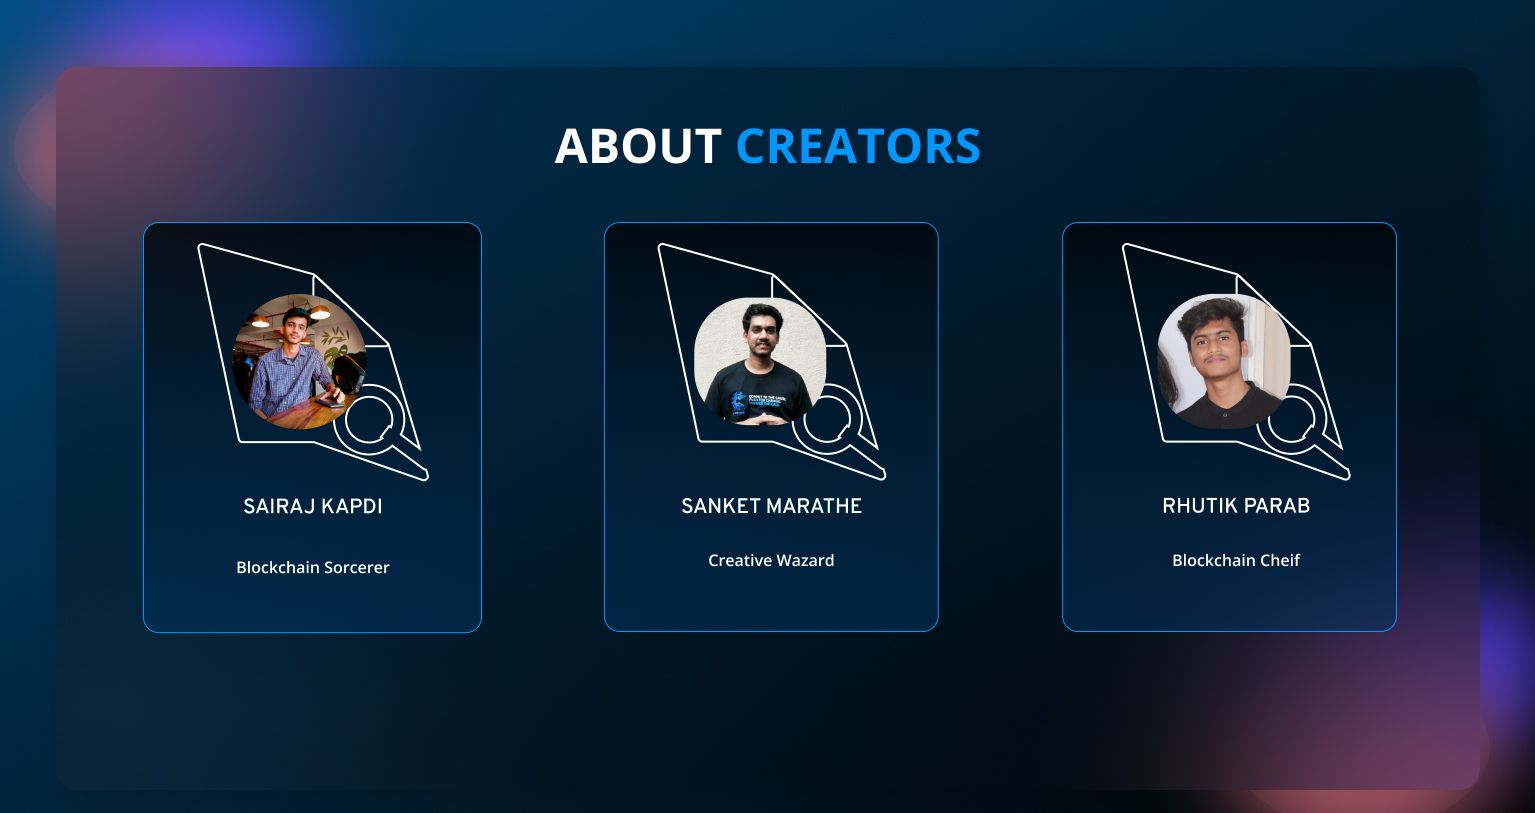 ABOUT CREATORS
SAIRAJ KAPDI
Blockchain Sorcerer
SANKET MARATHE
Creative Wazard
RHUTIK PARAB
Blockchain Cheif